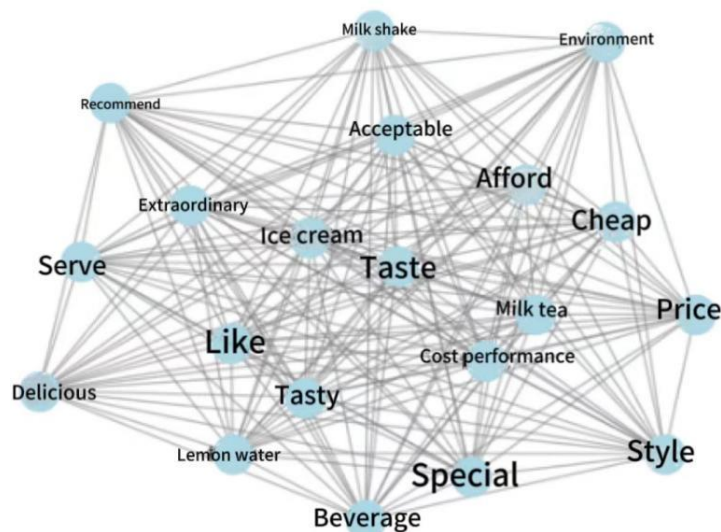 Milk shake
Environment
Recommend
Acceptable
Afford
Extraordinary
Cheap
Ice cream
Serve
Taste
Milk tea
Price
Like
Cost performance
Delicious
Tasty
Lemon water
Style
Special
Beverage